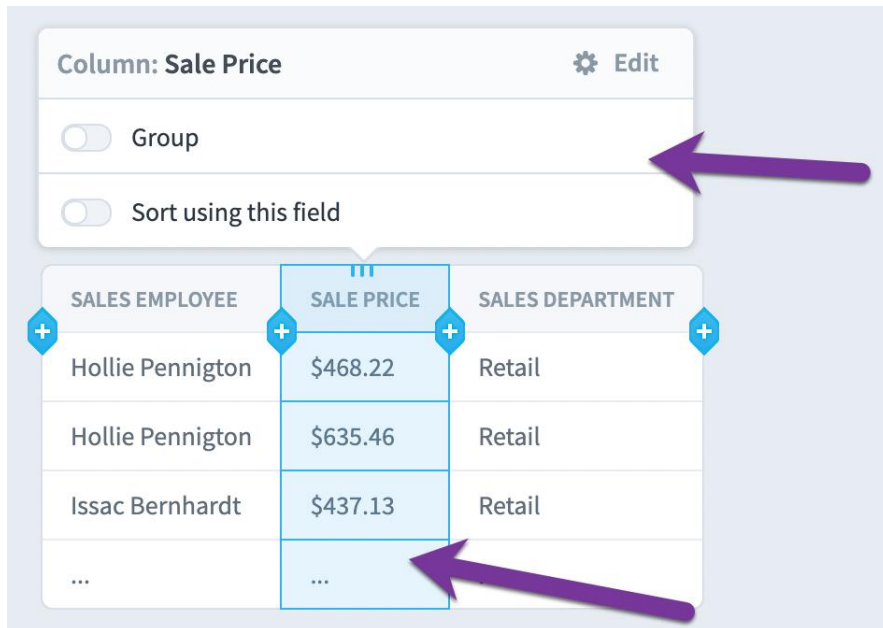 Column: Sale Price Edit
Group
Sort using this field
SALES EMPLOYEE SALE PRICE SALES DEPARTMENT
Hollie Pennigton $468.22 Retail
Hollie Pennigton $635.46 Retail
Issac Bernhardt $437.13 Retail
... ...